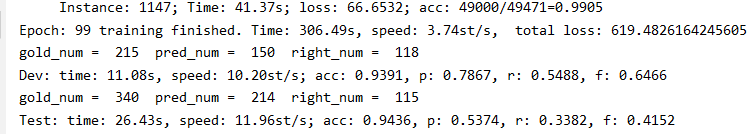 Instance: 1147; Time: 41.37s; loss: 66.6532; acc: 49000/49471=0.9905
Epoch: 99 training finished. Time: 306.49s, speed: 3.74st/s,  total loss: 619.4826164245605
gold_num =  215  pred_num =  150  right_num =  118
Dev: time: 11.08s, speed: 10.20st/s; acc: 0.9391, p: 0.7867, r: 0.5488, f: 0.6466
gold_num =  340  pred_num =  214  right_num =  115
Test: time: 26.43s, speed: 11.96st/s; acc: 0.9436, p: 0.5374, r: 0.3382, f: 0.4152